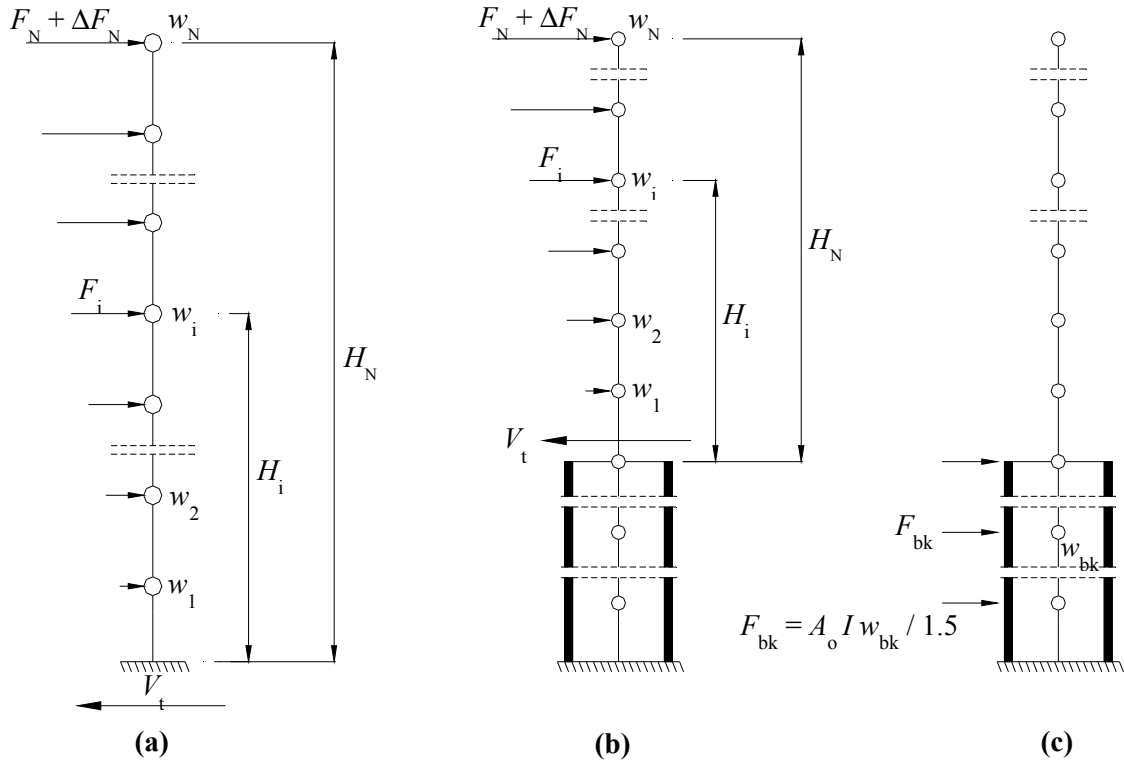 F_N + ΔF_N
w_N
F_i
w_i
H_N
H_i
w_2
w_1
V_t
(a)
F_N + ΔF_N
w_N
F_i
w_i
H_N
H_i
w_2
w_1
V_t
(b)
F_bk
w_bk
F_bk = A_o I w_bk / 1.5
(c)